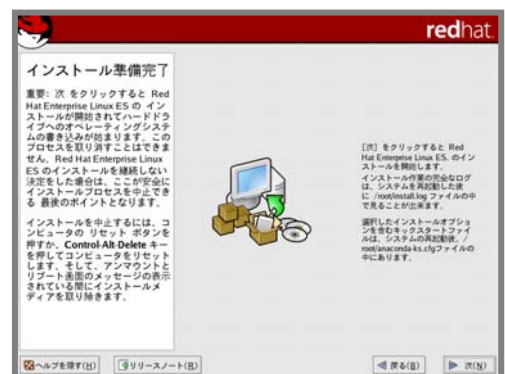 redhat.
インストール準備完了
重要: 次 をクリックすると Red
Hat Enterprise Linux ES の イン
ストールが開始されてハードドラ
イブへのオペレーティングシステ
ムの書き込みが始まります。この
プロセスを取り消すことはできま
せん。Red Hat Enterprise Linux
ES のインストールを継続しない
決定をした場合は、ここが安全に
インストールプロセスを中止でき
る 最後のポイントとなります。
インストールを中止するには、コ
ンピュータの リセット ボタンを
押すか、Control-Alt-Delete キー
を押してコンピュータをリセット
します。そして、アンマウントと
リブート画面のメッセージの表示
されている間にインストールメ
ディアを取り除きます。
[次] をクリックすると Red
Hat Enterprise Linux ES. のイン
ストールを開始します。
インストール作業の完全なログ
は、システムを再起動した後
に /root/install.log ファイルの中
で見ることが出来ます。
選択したインストールオプショ
ンを含むキックスタートファイ
ルは、システムの再起動後、/
root/anaconda-ks.cfgファイルの
中にあります。
ヘルプを隠す(H)
リリースノート(R)
戻る(B)
次(N)